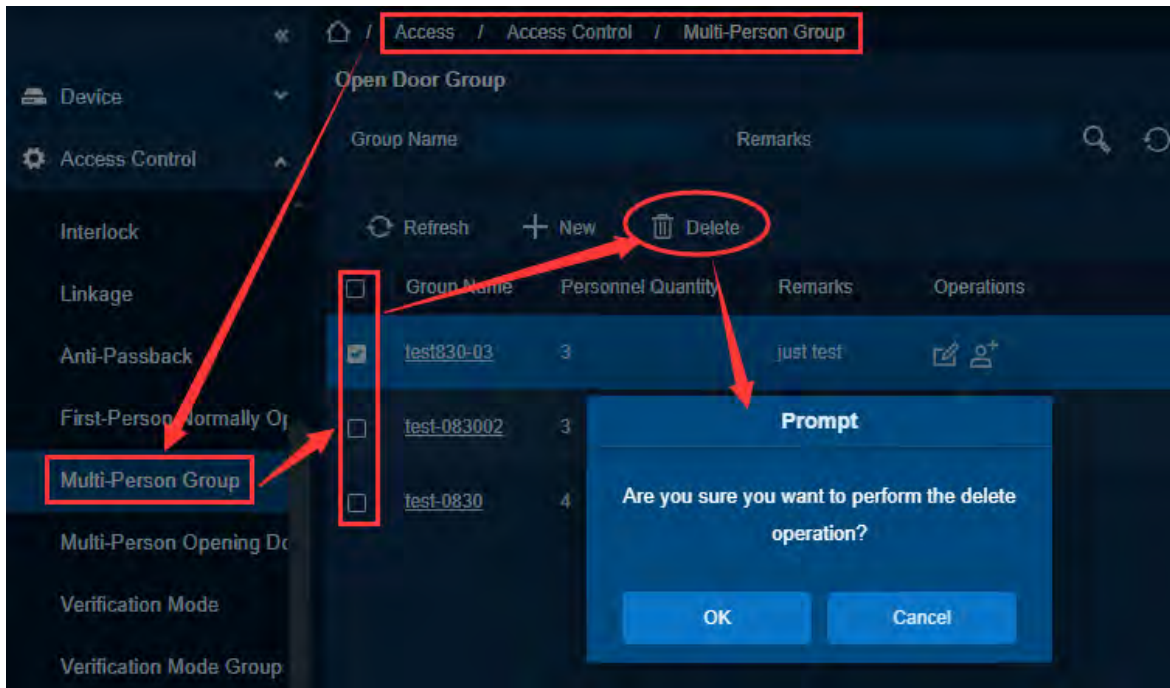 / Access / Access Control / Multi-Person Group
Device
Access Control
Interlock
Linkage
Anti-Passback
First-Person Normally Op
Multi-Person Group
Multi-Person Opening Do
Verification Mode
Verification Mode Group
Open Door Group
Group Name Remarks
Refresh New Delete
Group Name Personnel Quantity Remarks Operations
test830-03 3 just test
test-083002 3
test-0830 4
Prompt
Are you sure you want to perform the delete
operation?
OK Cancel